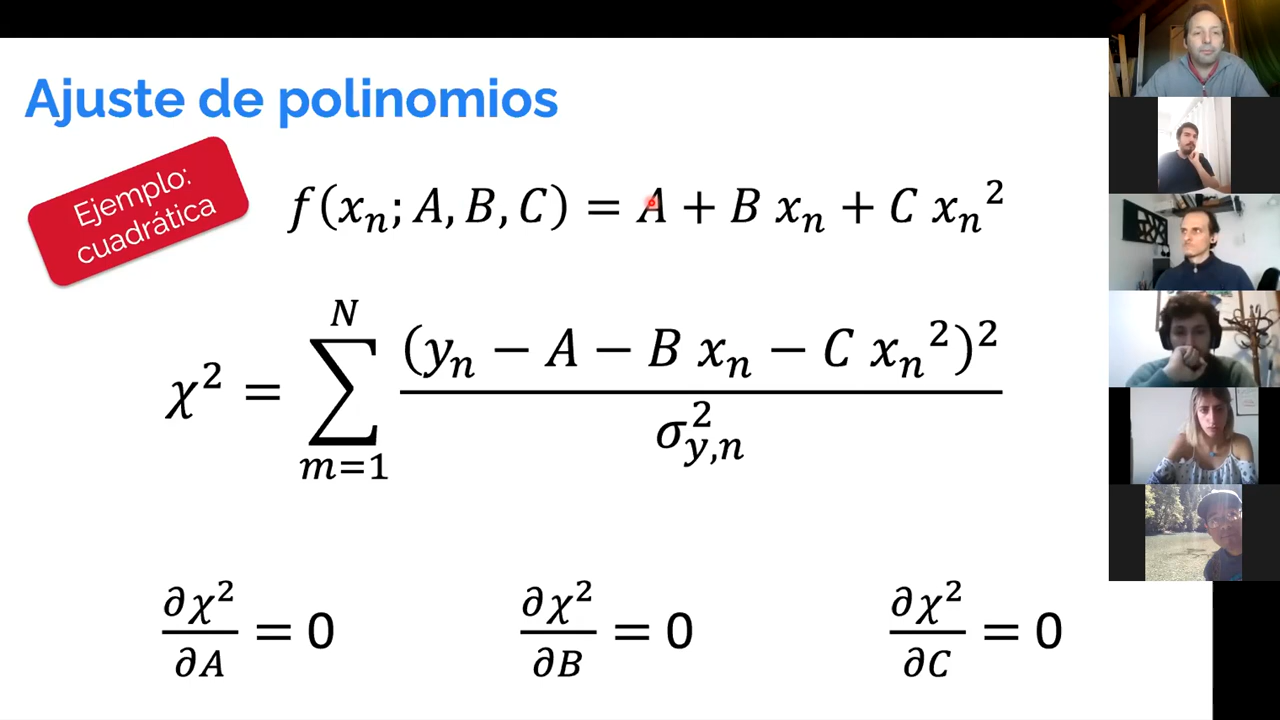 Ajuste de polinomios
Ejemplo:
cuadrática
f(xₙ; A, B, C) = A + B xₙ + C xₙ²
χ² = ∑_{m=1}^{N} (yₙ − A − B xₙ − C xₙ²)² / σ²_{y,n}
∂χ²/∂A = 0
∂χ²/∂B = 0
∂χ²/∂C = 0